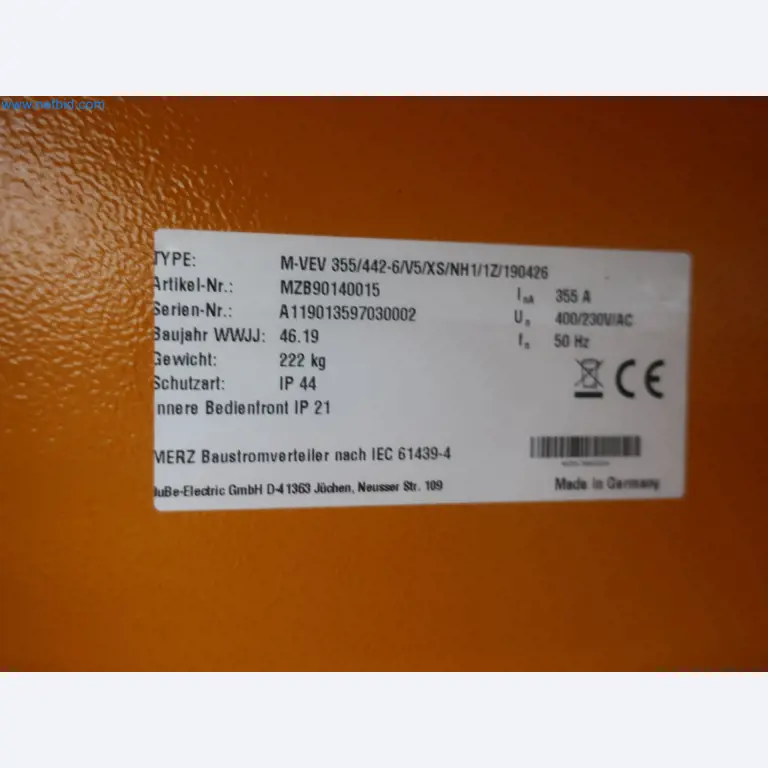 www.netbid.com
TYPE: M-VEV 355/442-6/V5/XS/NH1/1Z/190426
Artikel-Nr.: MZB90140015
Serien-Nr.: A119013597030002
Baujahr WWJJ: 46.19
Gewicht: 222 kg
Schutzart: IP 44
Innere Bedienfront IP 21
InA 355 A
Un 400/230V/AC
fn 50 Hz
CE
MERZ Baustromverteiler nach IEC 61439-4
JuBe-Electric GmbH D-41363 Jüchen, Neusser Str. 109
Made in Germany